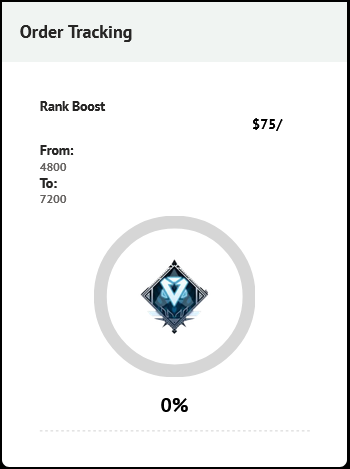 Order Tracking
Rank Boost
$75/
From:
4800
To:
7200
0%